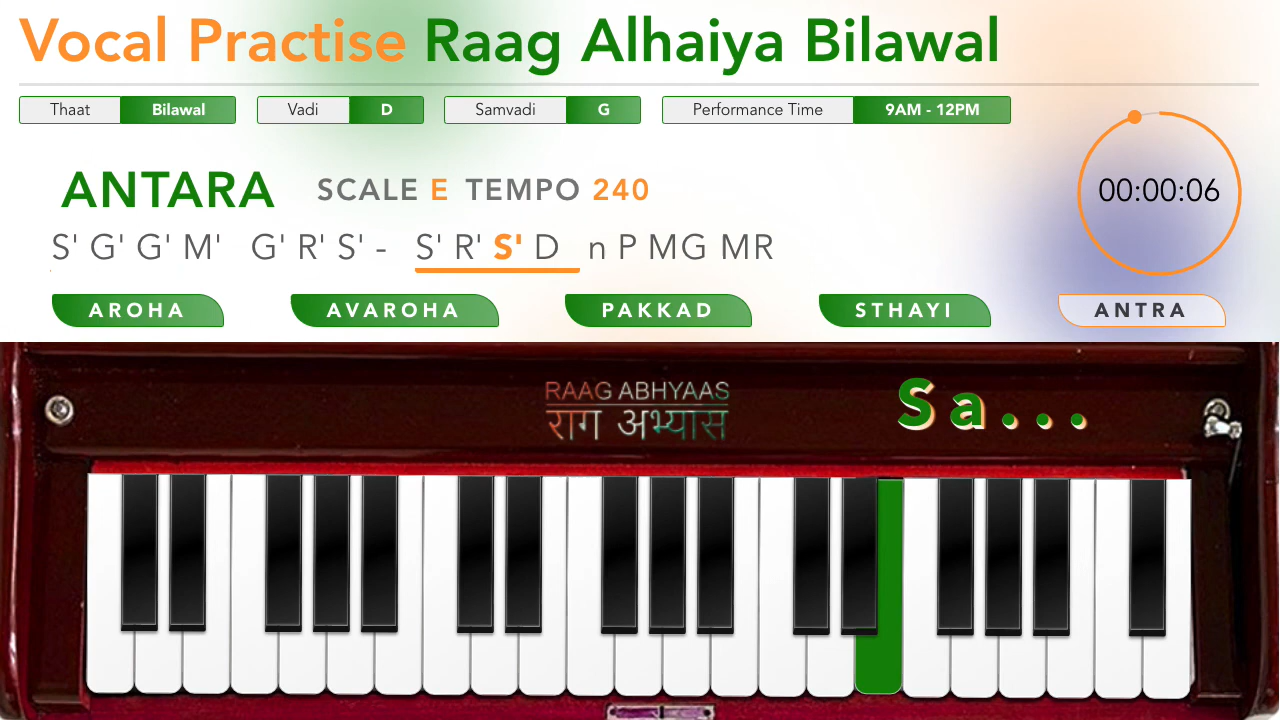 Vocal Practise Raag Alhaiya Bilawal
Thaat Bilawal Vadi D Samvadi G Performance Time 9AM - 12PM
ANTARA SCALE E TEMPO 240
00:00:06
S' G' G' M' G' R' S' - S' R' S' D n P MG MR
AROHA AVAROHA PAKKAD STHAYI ANTRA
RAAG ABHYAAS
राग अभ्यास
Sa...